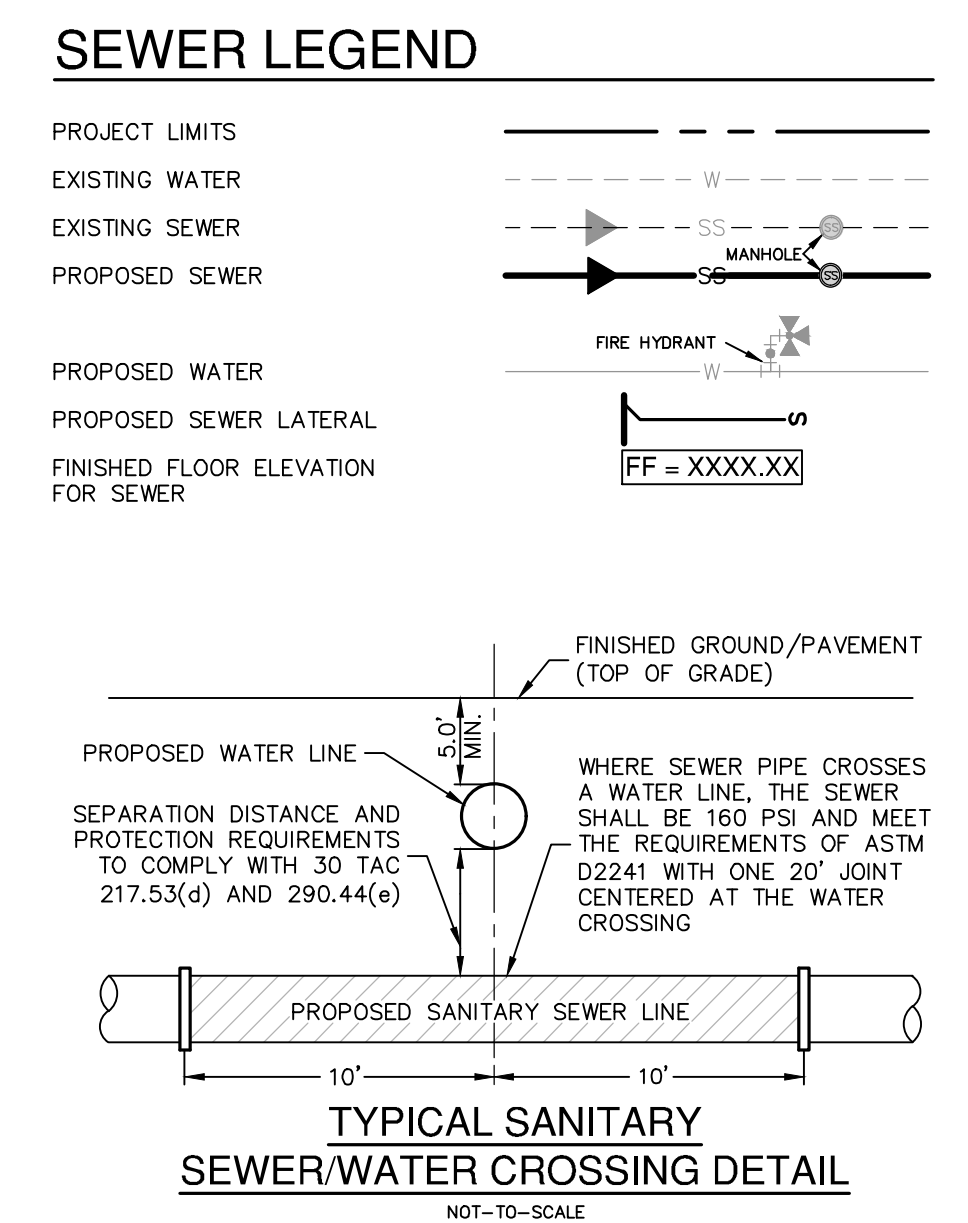 SEWER LEGEND
PROJECT LIMITS
EXISTING WATER
W
EXISTING SEWER
SS
SS
MANHOLE
PROPOSED SEWER
SS
SS
FIRE HYDRANT
PROPOSED WATER
W
PROPOSED SEWER LATERAL
S
FINISHED FLOOR ELEVATION
FOR SEWER
FF = XXXX.XX
FINISHED GROUND/PAVEMENT
(TOP OF GRADE)
5.0'
MIN.
PROPOSED WATER LINE
SEPARATION DISTANCE AND
PROTECTION REQUIREMENTS
TO COMPLY WITH 30 TAC
217.53(d) AND 290.44(e)
WHERE SEWER PIPE CROSSES
A WATER LINE, THE SEWER
SHALL BE 160 PSI AND MEET
THE REQUIREMENTS OF ASTM
D2241 WITH ONE 20' JOINT
CENTERED AT THE WATER
CROSSING
PROPOSED SANITARY SEWER LINE
10'
10'
TYPICAL SANITARY
SEWER/WATER CROSSING DETAIL
NOT-TO-SCALE